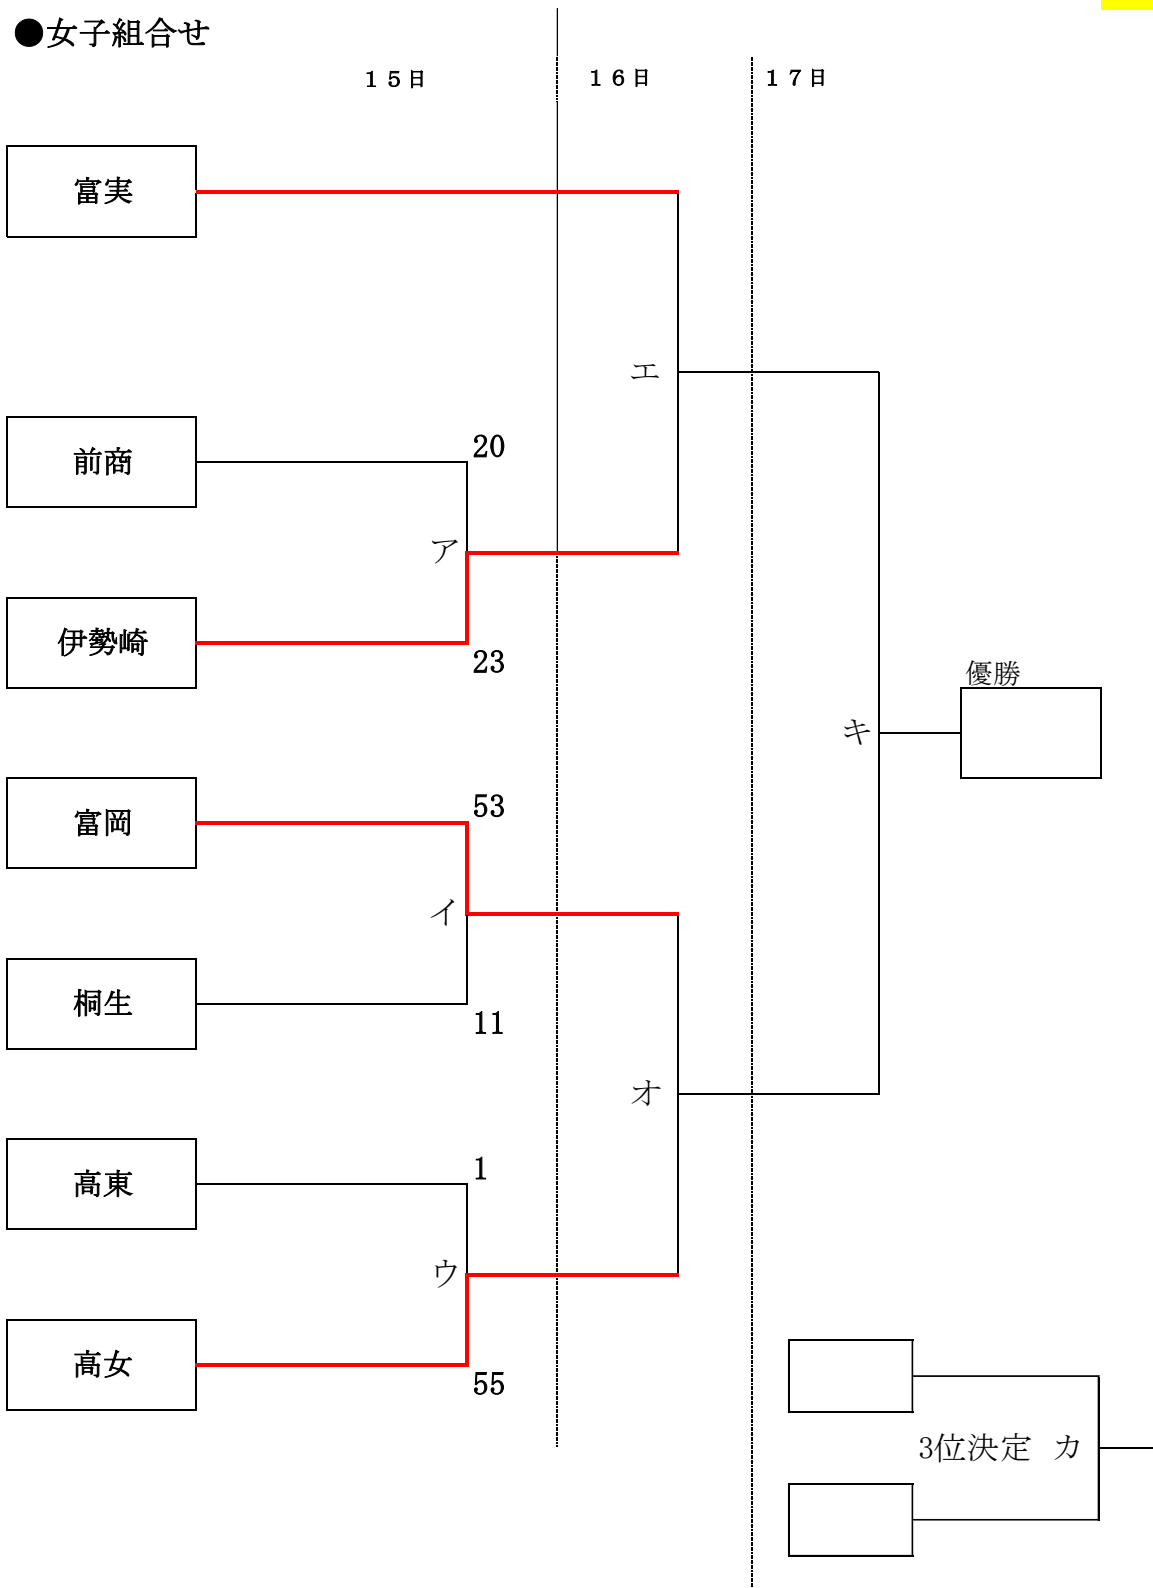 ●女子組合せ
１５日
１６日
１７日
富実
エ
前商
20
ア
伊勢崎
23
優勝
キ
富岡
53
イ
桐生
11
オ
高東
1
ウ
高女
55
3位決定 カ